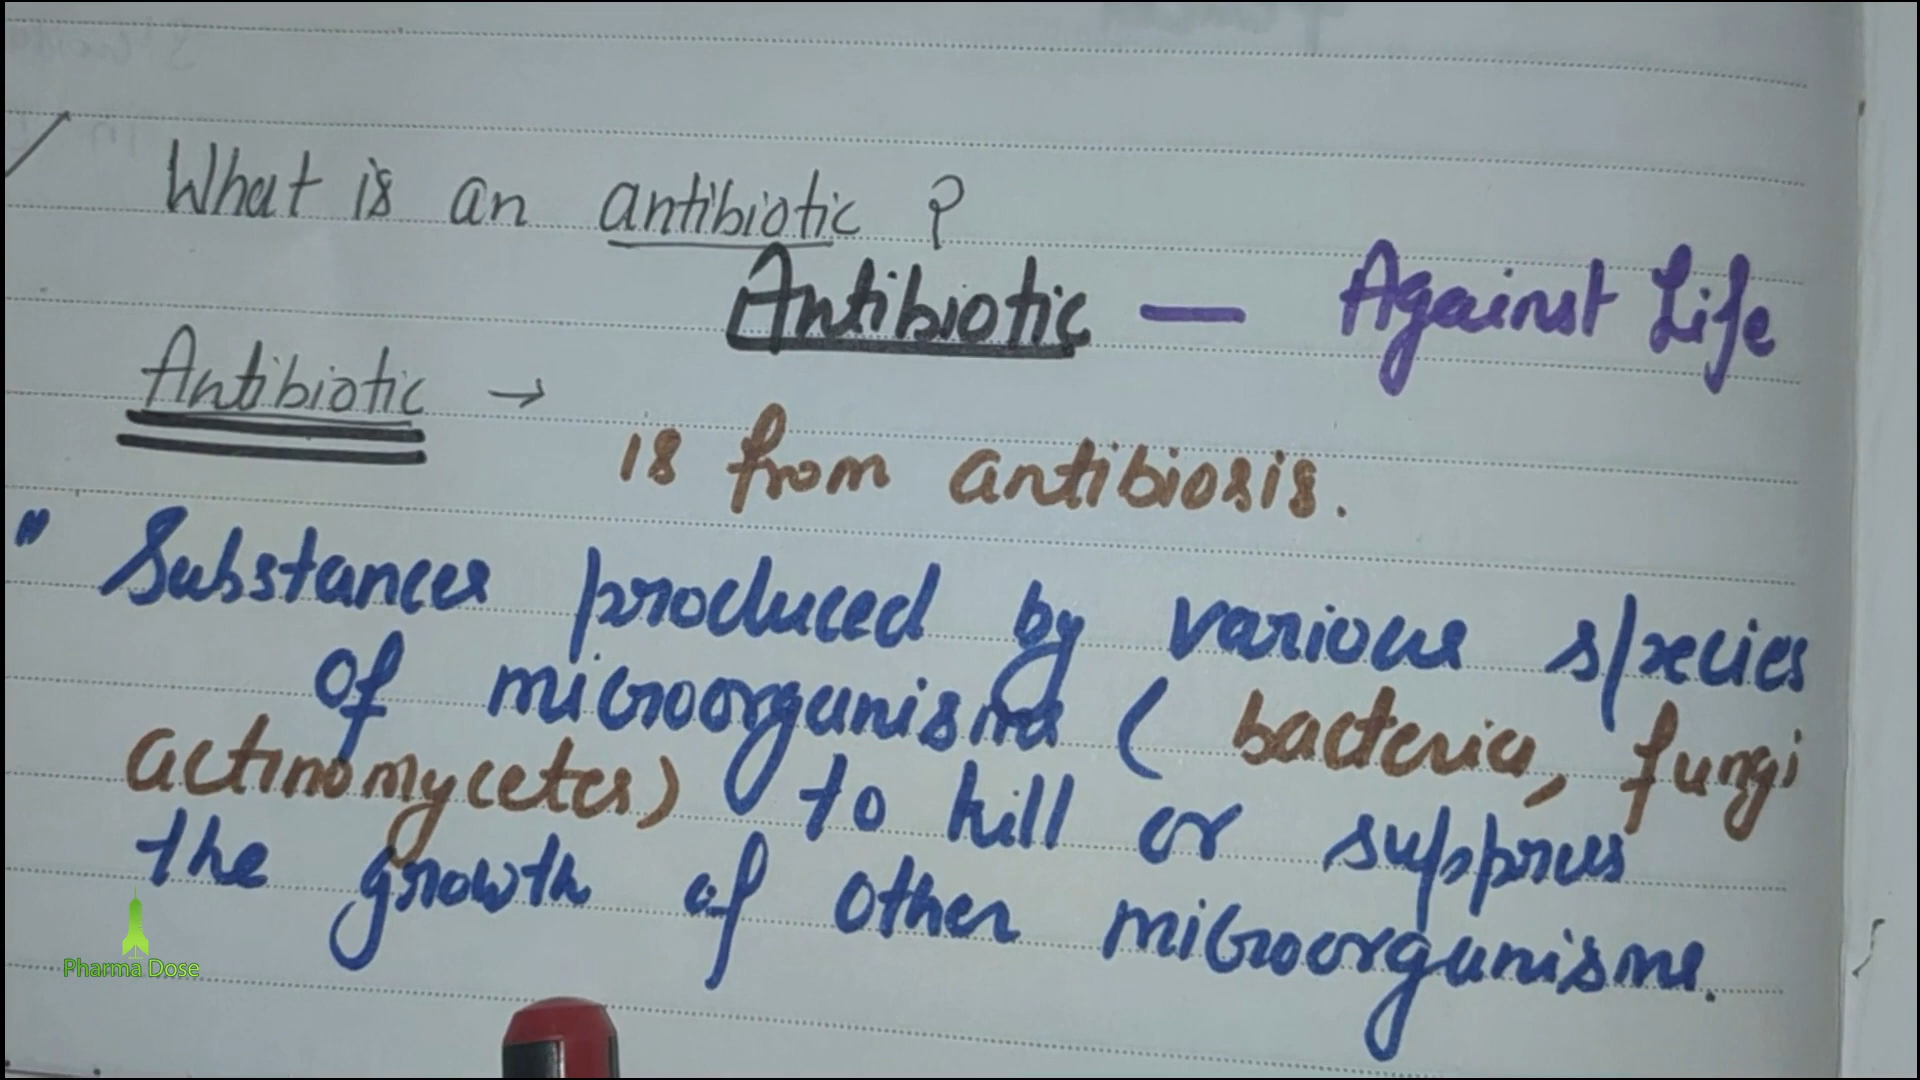 What is an antibiotic ?
Antibiotic — Against Life
Antibiotic →
is from antibiosis.
" Substances produced by various species
of microorganisms ( bacteria, fungi
actinomycetes) to kill or suppress
the growth of other microorganisms.
Pharma Dose